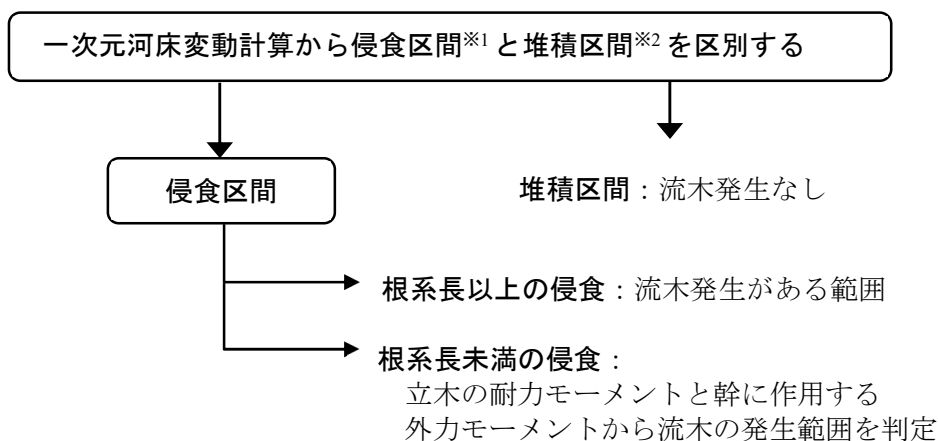 一次元河床変動計算から侵食区間※1 と堆積区間※2 を区別する
侵食区間
堆積区間：流木発生なし
根系長以上の侵食：流木発生がある範囲
根系長未満の侵食：
立木の耐力モーメントと幹に作用する
外力モーメントから流木の発生範囲を判定